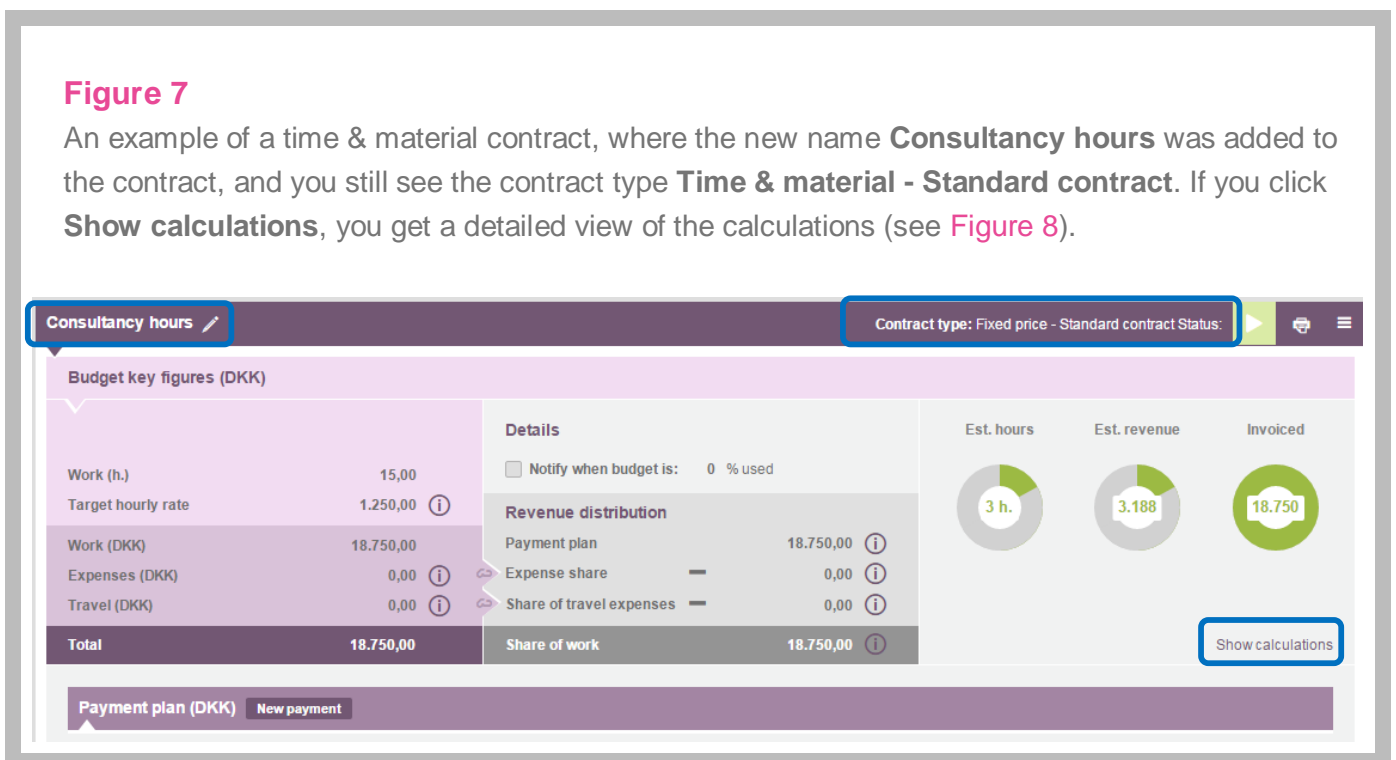 Figure 7
An example of a time & material contract, where the new name Consultancy hours was added to
the contract, and you still see the contract type Time & material - Standard contract. If you click
Show calculations, you get a detailed view of the calculations (see Figure 8).
Consultancy hours
Contract type: Fixed price - Standard contract Status:
Budget key figures (DKK)
Work (h.) 15,00
Target hourly rate 1.250,00
Work (DKK) 18.750,00
Expenses (DKK) 0,00
Travel (DKK) 0,00
Total 18.750,00
Details
Notify when budget is: 0 % used
Revenue distribution
Payment plan 18.750,00
Expense share 0,00
Share of travel expenses 0,00
Share of work 18.750,00
Est. hours Est. revenue Invoiced
3 h. 3.188 18.750
Show calculations
Payment plan (DKK) New payment